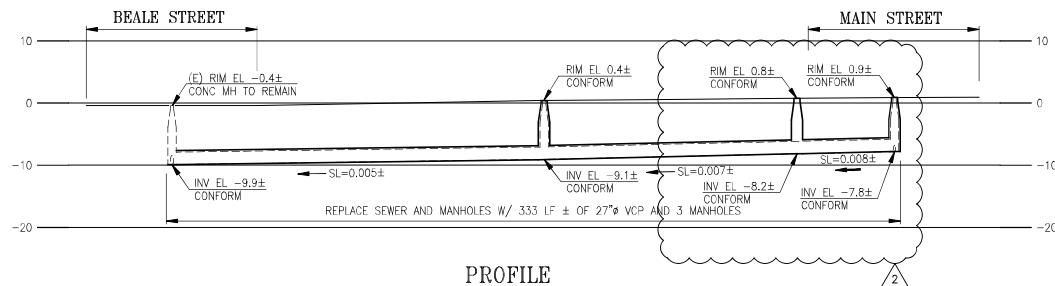 BEALE STREET
MAIN STREET
10
10
(E) RIM EL -0.4±
CONC MH TO REMAIN
RIM EL 0.4±
CONFORM
RIM EL 0.8±
CONFORM
RIM EL 0.9±
CONFORM
0
0
-10
-10
INV EL -9.9±
CONFORM
SL=0.005±
INV EL -9.1±
CONFORM
SL=0.007±
INV EL -8.2±
CONFORM
SL=0.008±
INV EL -7.8±
CONFORM
REPLACE SEWER AND MANHOLES W/ 333 LF ± OF 27"ø VCP AND 3 MANHOLES
-20
-20
PROFILE
2